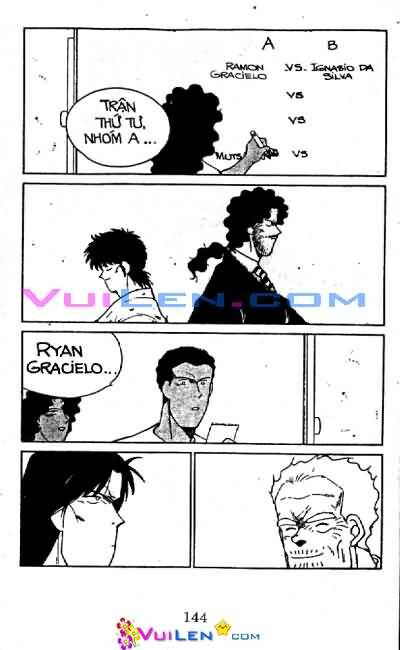 A B
RAMON GRACIELO VS. IGNASIO DA SILVA
VS
VS
MUTS VS
TRẬN
THỨ TƯ,
NHÓM A...
VUILEN.COM
RYAN
GRACIELO...
144
VUILEN.COM